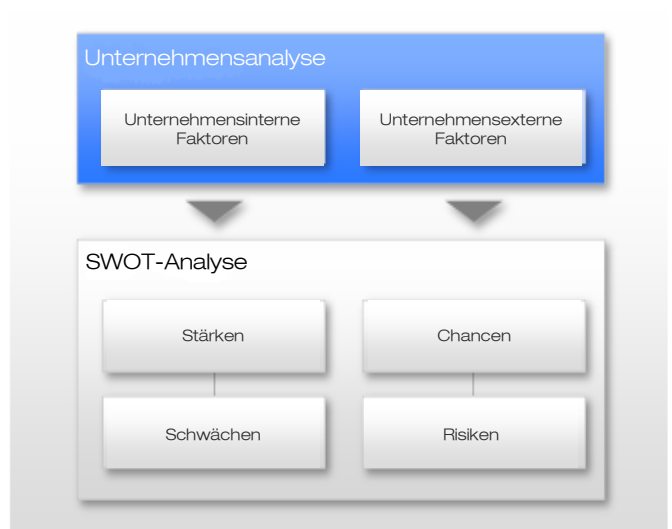 Unternehmensanalyse
Unternehmensinterne
Faktoren
Unternehmensexterne
Faktoren
SWOT-Analyse
Stärken
Chancen
Schwächen
Risiken